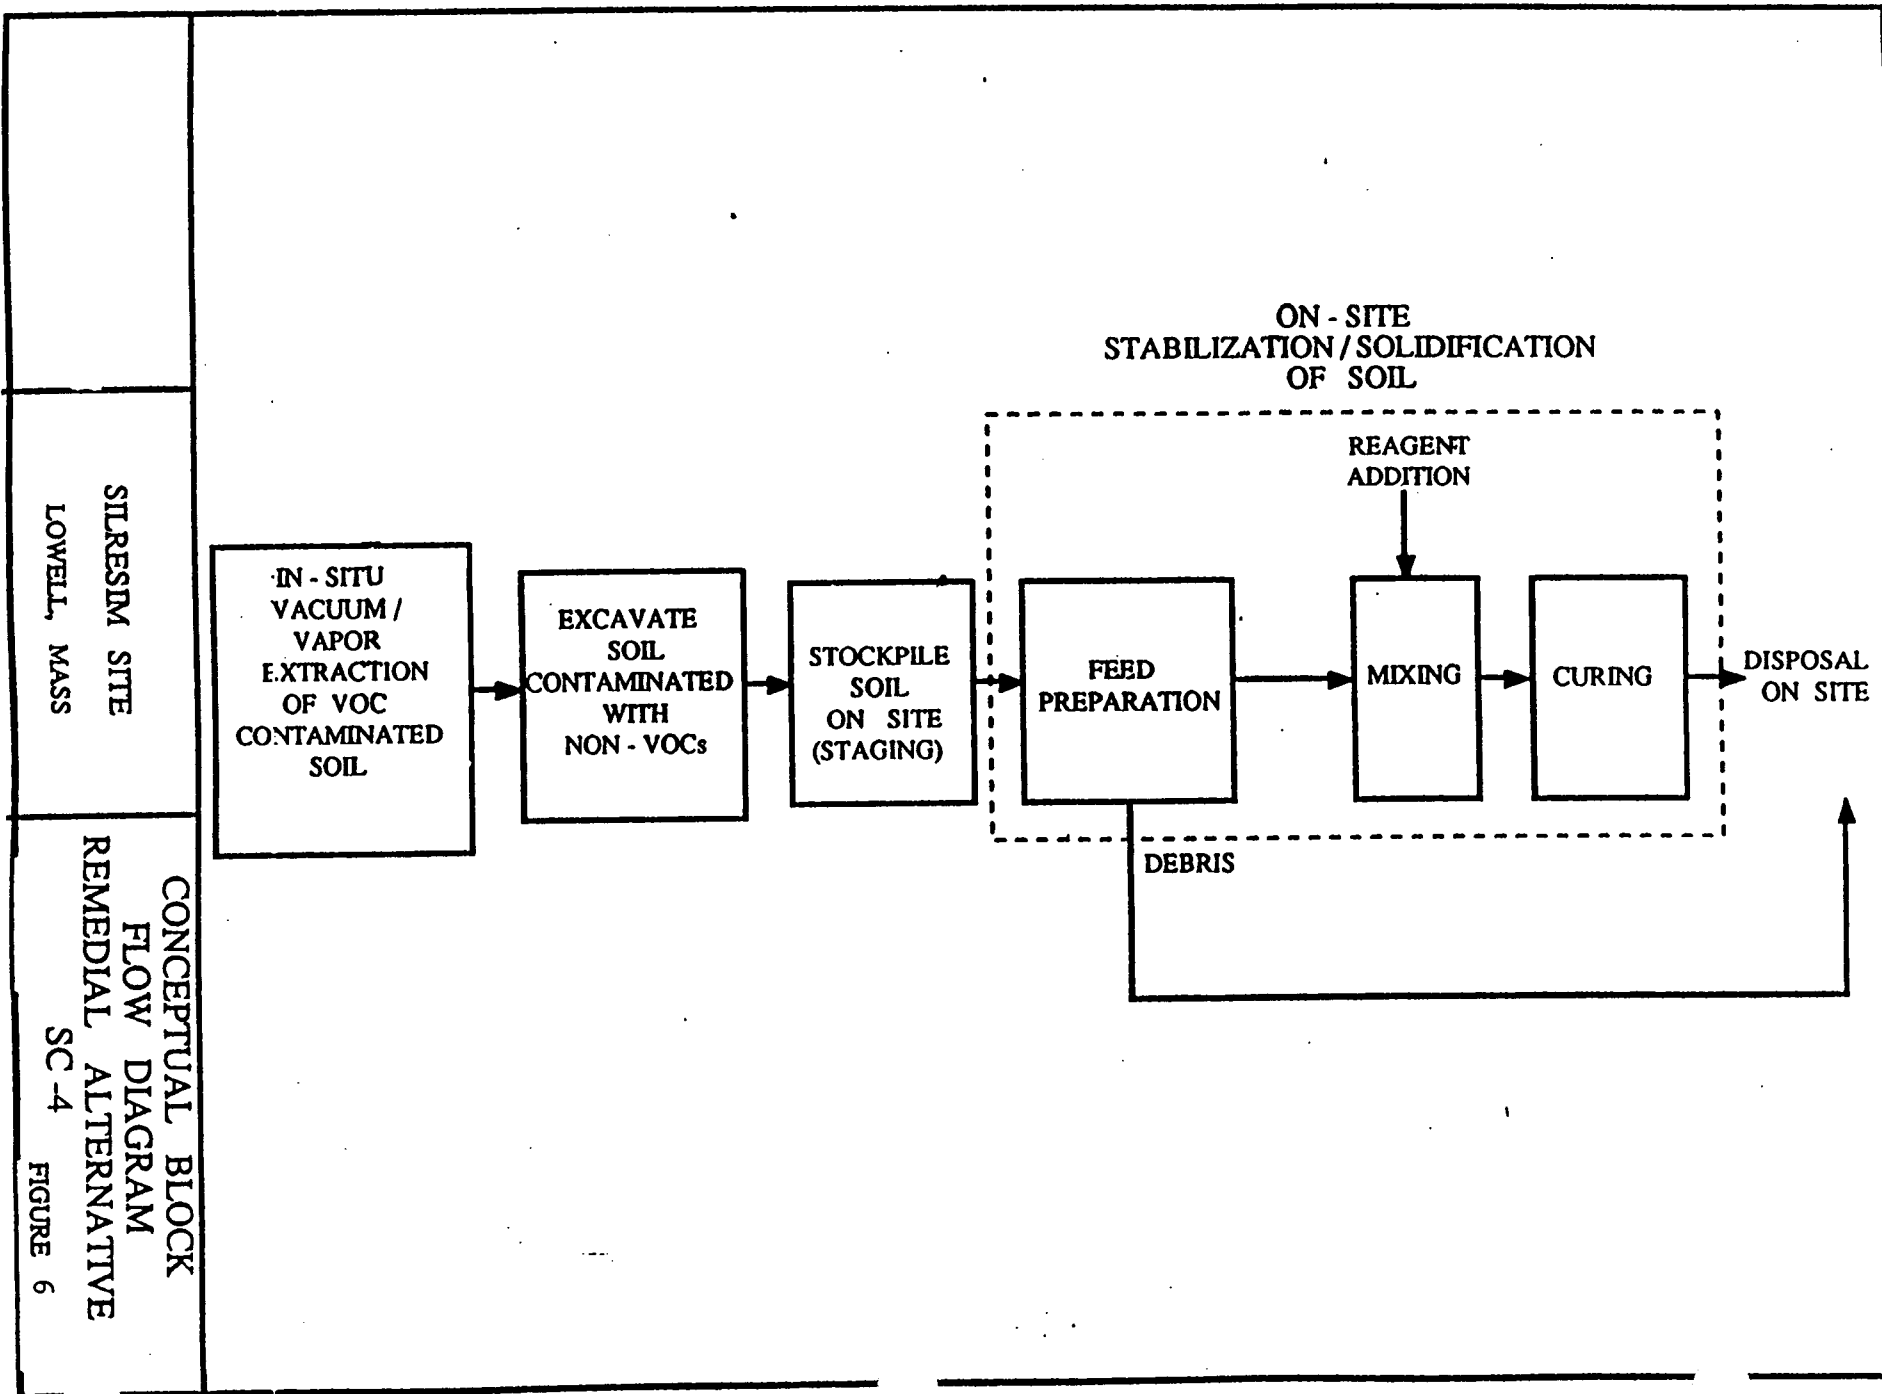 ON - SITE
STABILIZATION / SOLIDIFICATION
OF SOIL
REAGENT
ADDITION
IN - SITU
VACUUM /
VAPOR
EXTRACTION
OF VOC
CONTAMINATED
SOIL
EXCAVATE
SOIL
CONTAMINATED
WITH
NON - VOCs
STOCKPILE
SOIL
ON SITE
(STAGING)
FEED
PREPARATION
MIXING
CURING
DISPOSAL
ON SITE
DEBRIS
SILRESIM SITE
LOWELL, MASS
CONCEPTUAL BLOCK
FLOW DIAGRAM
REMEDIAL ALTERNATIVE
SC -4
FIGURE 6